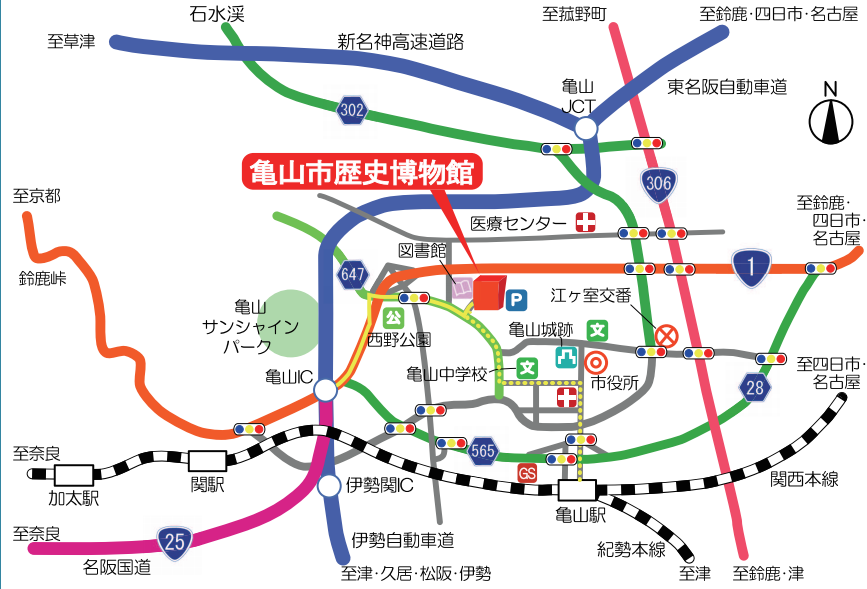 石水渓
至菰野町
至鈴鹿・四日市・名古屋
至草津
新名神高速道路
亀山
JCT
東名阪自動車道
N
302
亀山市歴史博物館
306
至京都
至鈴鹿・
四日市・
名古屋
医療センター
図書館
鈴鹿峠
647
1
P
江ヶ室交番
亀山
サンシャイン
パーク
公
西野公園
亀山城跡
文
亀山中学校
文
市役所
亀山IC
至四日市・
名古屋
28
565
至奈良
加太駅
関駅
伊勢関IC
GS
関西本線
亀山駅
至奈良
25
名阪国道
伊勢自動車道
紀勢本線
至津・久居・松阪・伊勢
至津
至鈴鹿・津